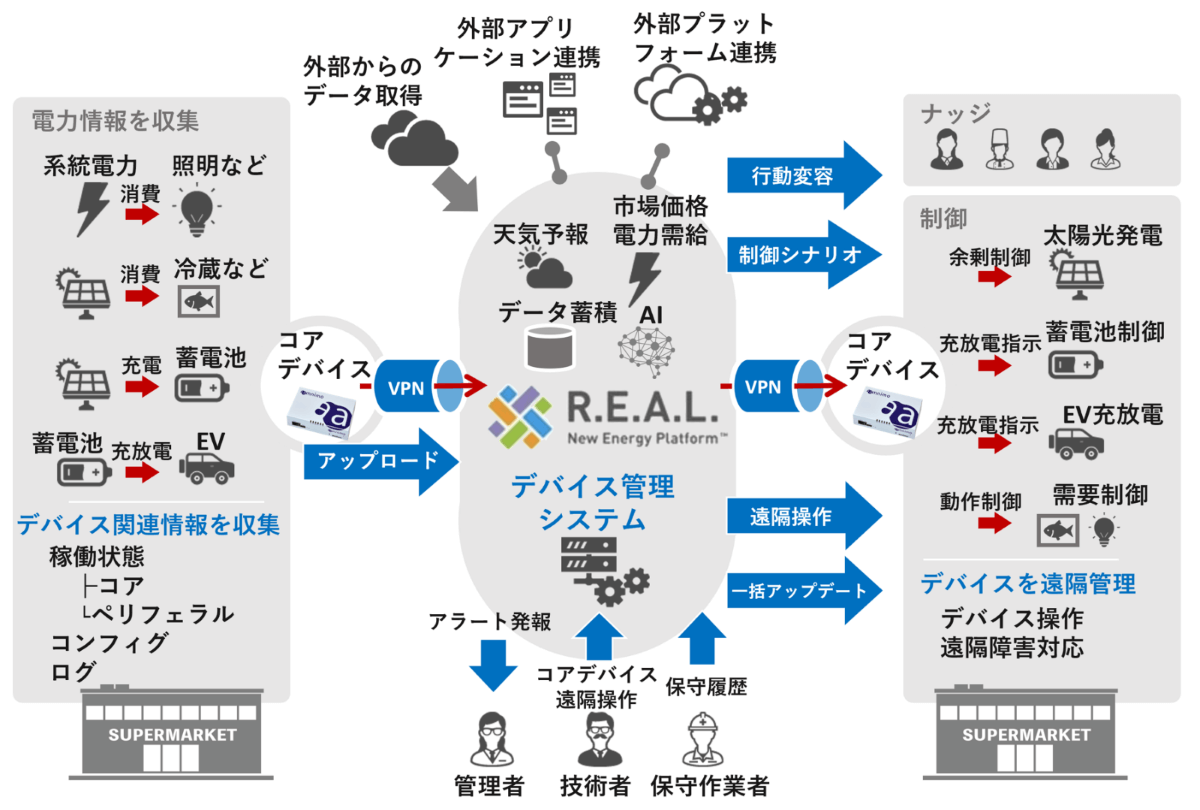 外部からの
データ取得
外部アプリ
ケーション連携
外部プラット
フォーム連携
電力情報を収集
系統電力
消費
照明など
消費
冷蔵など
充電
蓄電池
蓄電池
充放電
EV
デバイス関連情報を収集
稼働状態
├コア
└ペリフェラル
コンフィグ
ログ
SUPERMARKET
コア
デバイス
VPN
アップロード
天気予報
市場価格
電力需給
データ蓄積
AI
R.E.A.L.
New Energy Platform™
デバイス管理
システム
アラート発報
コアデバイス
遠隔操作
保守履歴
管理者
技術者
保守作業者
行動変容
制御シナリオ
VPN
コア
デバイス
遠隔操作
一括アップデート
ナッジ
制御
余剰制御
太陽光発電
充放電指示
蓄電池制御
充放電指示
EV充放電
動作制御
需要制御
デバイスを遠隔管理
デバイス操作
遠隔障害対応
SUPERMARKET